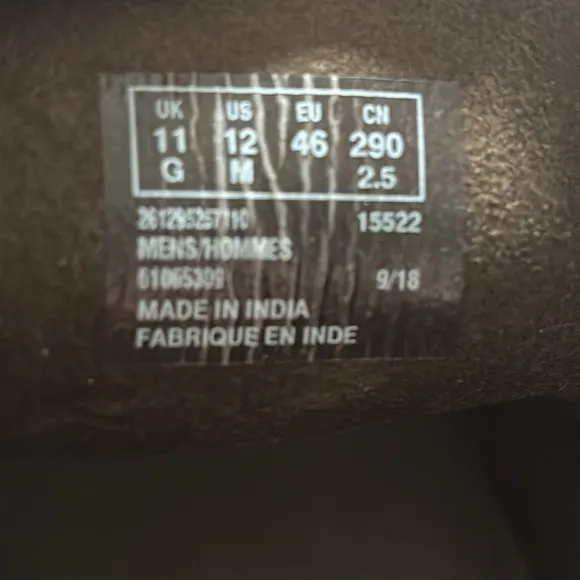 UK US EU CN
11 12 46 290
G M 2.5
261295257110 15522
MENS/HOMMES
9/18
MADE IN INDIA
FABRIQUE EN INDE